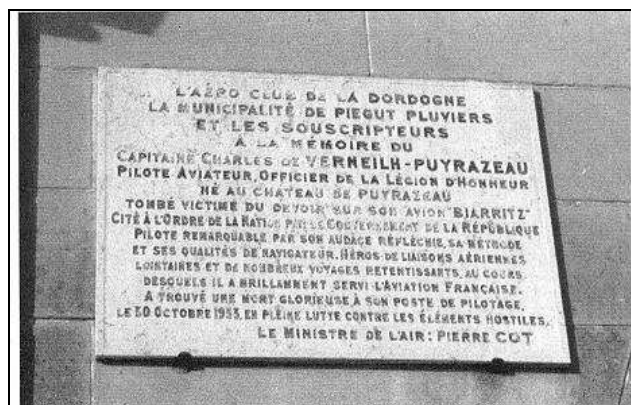 L'AÉRO CLUB DE LA DORDOGNE
LA MUNICIPALITÉ DE PIEGUT PLUVIERS
ET LES SOUSCRIPTEURS
A LA MÉMOIRE DU
CAPITAINE CHARLES DE VERNEILH-PUYRAZEAU
PILOTE AVIATEUR, OFFICIER DE LA LÉGION D'HONNEUR
NÉ AU CHATEAU DE PUYRAZEAU
TOMBÉ VICTIME DU DEVOIR SUR SON AVION "BIARRITZ"
CITÉ À L'ORDRE DE LA NATION PAR LE GOUVERNEMENT DE LA RÉPUBLIQUE
PILOTE REMARQUABLE PAR SON AUDACE RÉFLÉCHIE, SA MÉTHODE
ET SES QUALITÉS DE NAVIGATEUR. HÉROS DE LIAISONS AÉRIENNES
LOINTAINES ET DE NOMBREUX VOYAGES RETENTISSANTS, AU COURS
DESQUELS IL A BRILLAMMENT SERVI L'AVIATION FRANÇAISE.
A TROUVÉ UNE MORT GLORIEUSE À SON POSTE DE PILOTAGE,
LE 30 OCTOBRE 1933, EN PLEINE LUTTE CONTRE LES ÉLÉMENTS HOSTILES.
LE MINISTRE DE L'AIR: PIERRE COT